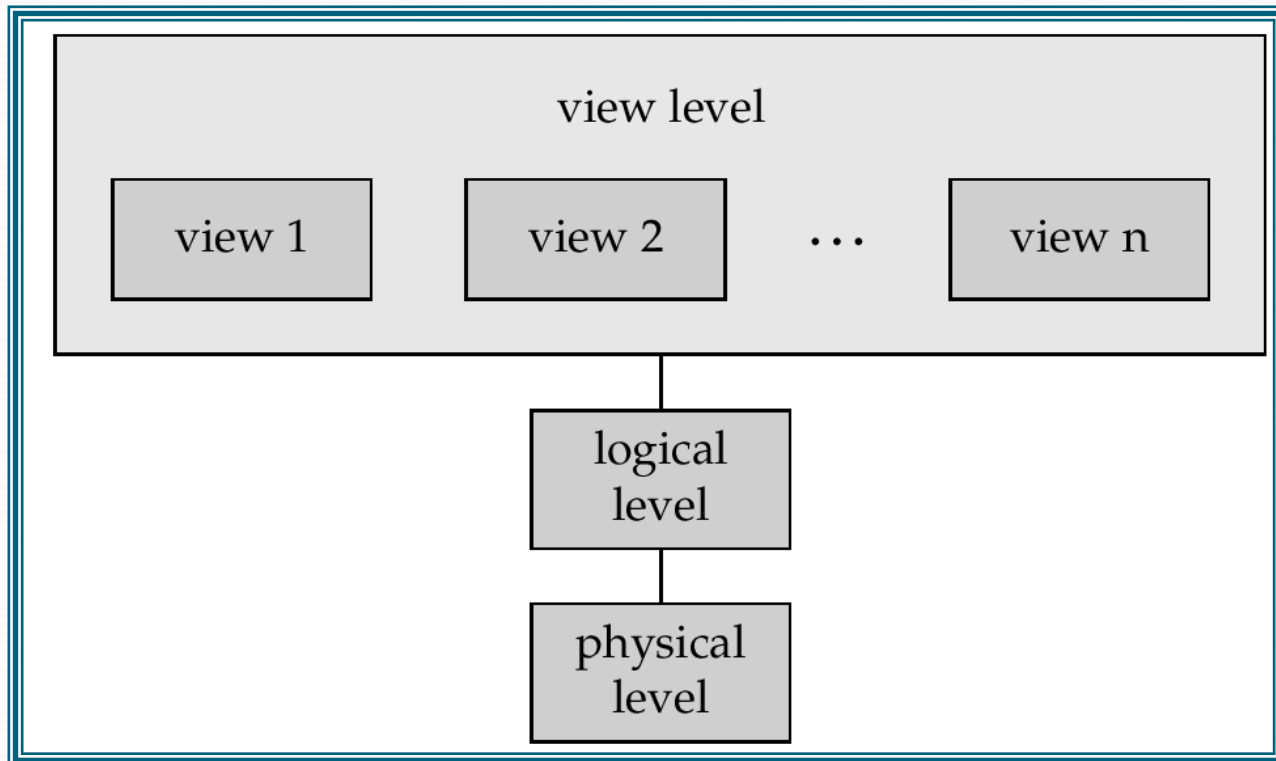 view level
view 1 view 2 ... view n
logical
level
physical
level